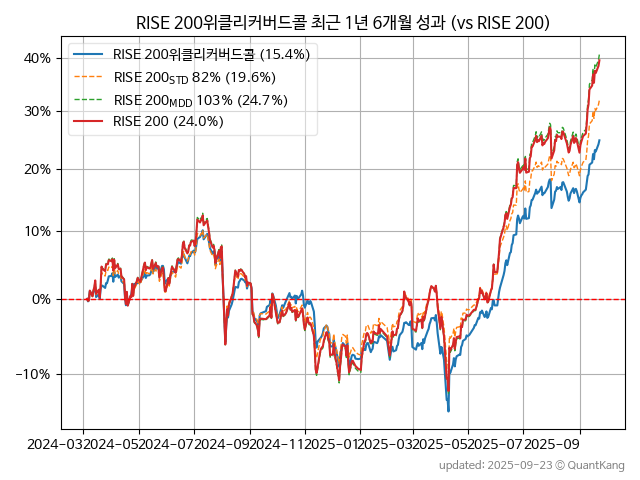 RISE 200위클리커버드콜 최근 1년 6개월 성과 (vs RISE 200)
RISE 200위클리커버드콜 (15.4%)
RISE 200STD 82% (19.6%)
RISE 200MDD 103% (24.7%)
RISE 200 (24.0%)
40%
30%
20%
10%
0%
−10%
2024-03 2024-05 2024-07 2024-09 2024-11 2025-01 2025-03 2025-05 2025-07 2025-09
updated: 2025-09-23 © QuantKang